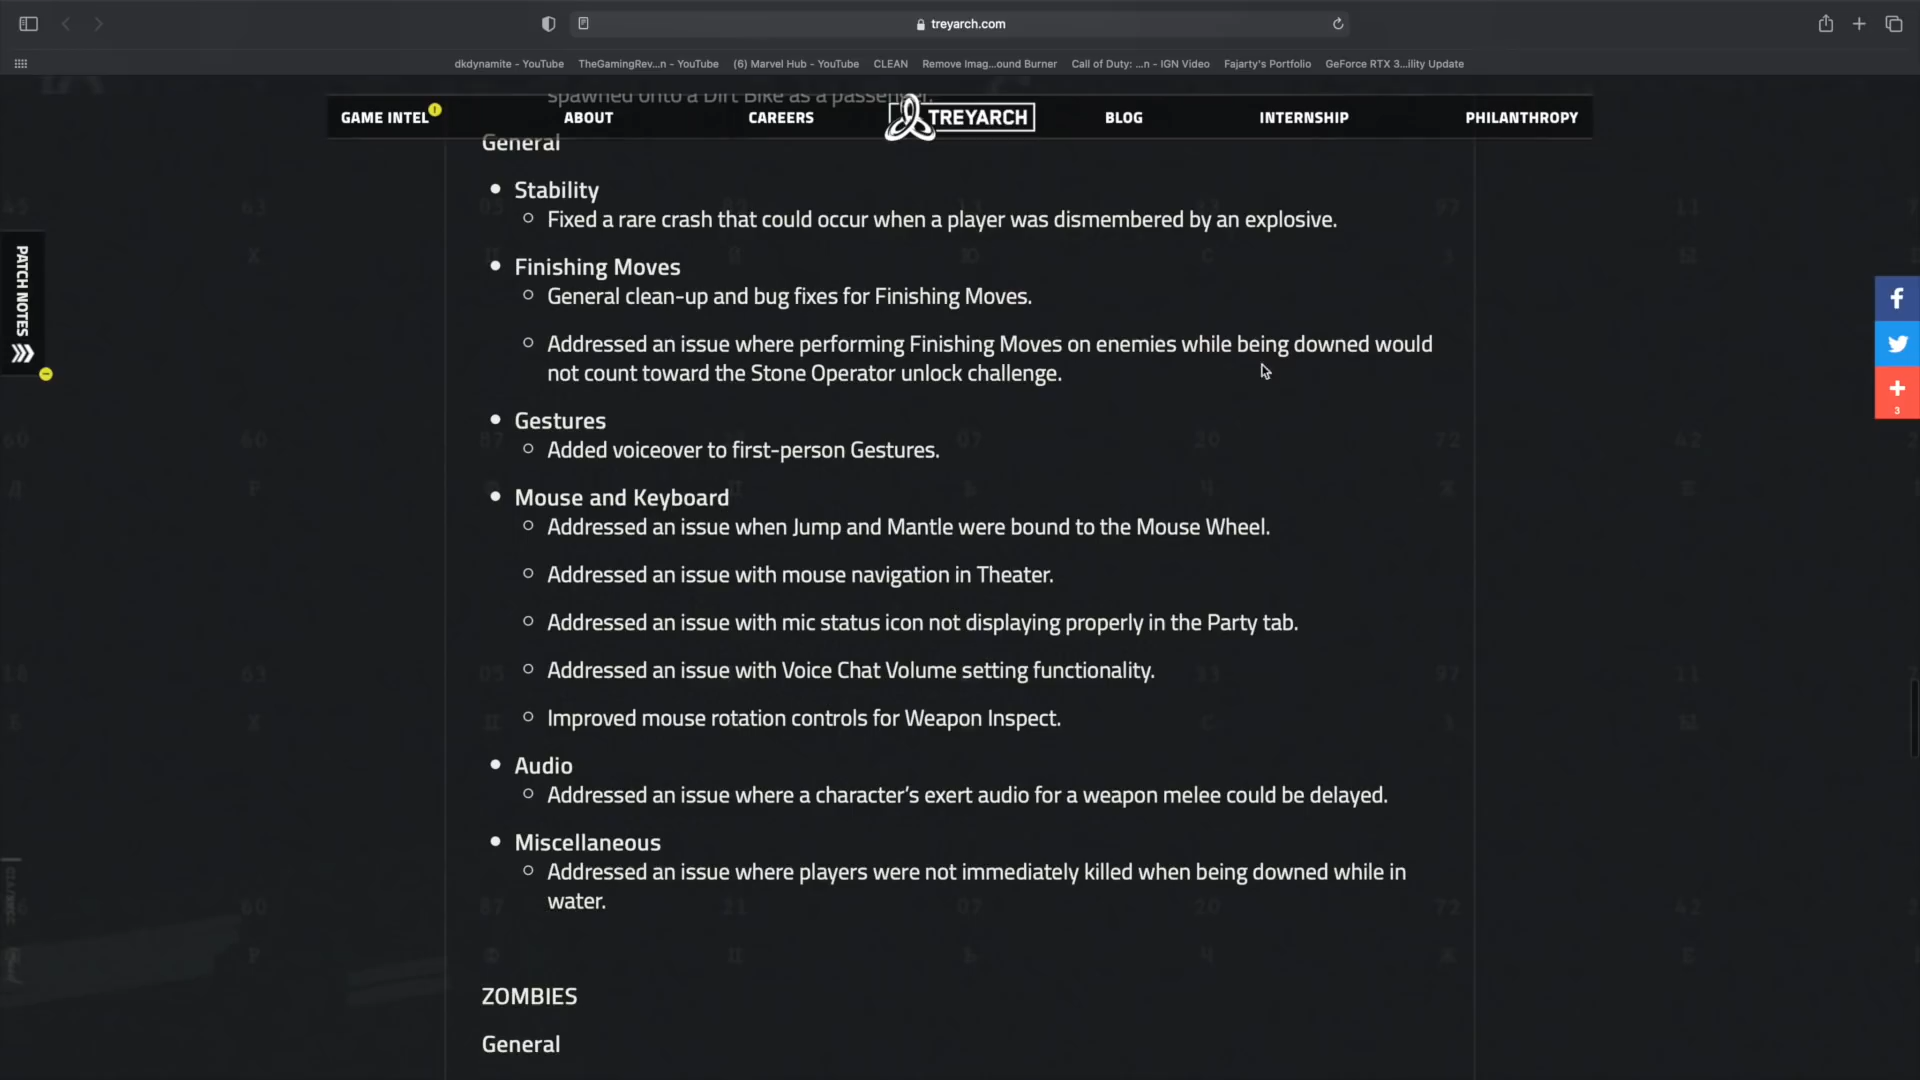 treyarch.com
dkdynamite - YouTube TheGamingRev...n - YouTube (6) Marvel Hub - YouTube CLEAN Remove Imag...ound Burner Call of Duty: ...n - IGN Video Fajarty's Portfolio GeForce RTX 3...ility Update
spawned onto a Dirt Bike as a passenger.
GAME INTEL ! ABOUT CAREERS TREYARCH BLOG INTERNSHIP PHILANTHROPY
General
• Stability
○ Fixed a rare crash that could occur when a player was dismembered by an explosive.
• Finishing Moves
○ General clean-up and bug fixes for Finishing Moves.
○ Addressed an issue where performing Finishing Moves on enemies while being downed would
not count toward the Stone Operator unlock challenge.
• Gestures
○ Added voiceover to first-person Gestures.
• Mouse and Keyboard
○ Addressed an issue when Jump and Mantle were bound to the Mouse Wheel.
○ Addressed an issue with mouse navigation in Theater.
○ Addressed an issue with mic status icon not displaying properly in the Party tab.
○ Addressed an issue with Voice Chat Volume setting functionality.
○ Improved mouse rotation controls for Weapon Inspect.
• Audio
○ Addressed an issue where a character's exert audio for a weapon melee could be delayed.
• Miscellaneous
○ Addressed an issue where players were not immediately killed when being downed while in
water.
ZOMBIES
General
PATCH NOTES
3